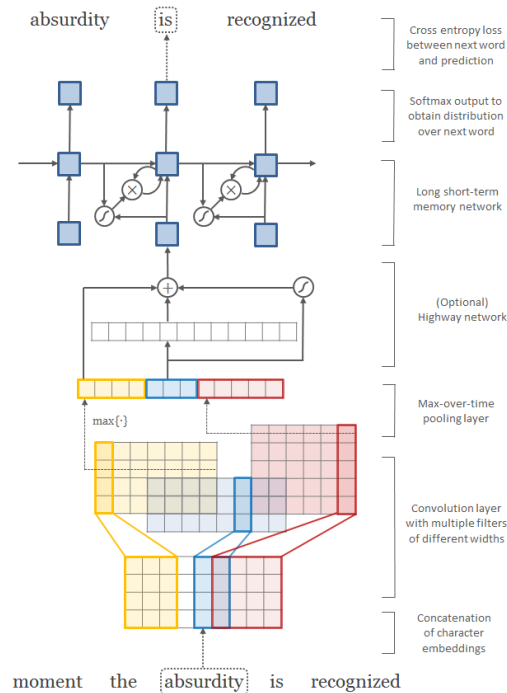 absurdity is recognized
Cross entropy loss
between next word
and prediction
Softmax output to
obtain distribution
over next word
Long short-term
memory network
(Optional)
Highway network
Max-over-time
pooling layer
max{·}
Convolution layer
with multiple filters
of different widths
Concatenation
of character
embeddings
moment the absurdity is recognized